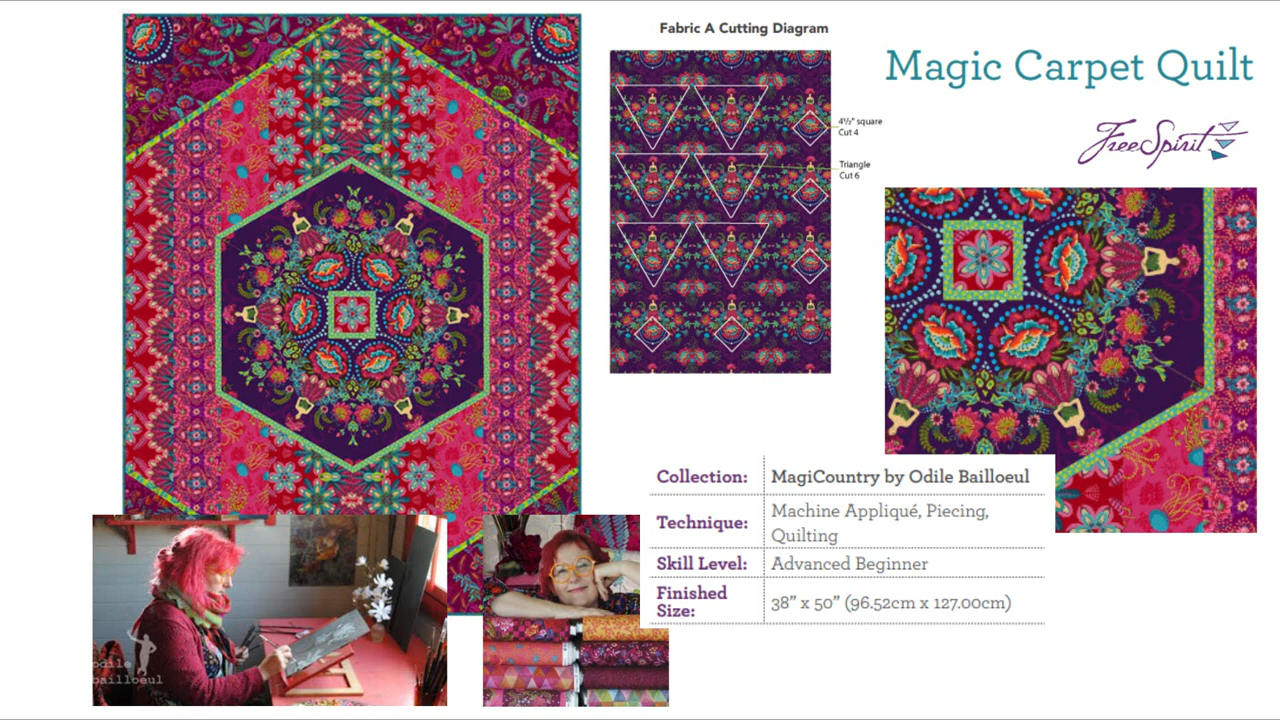 Fabric A Cutting Diagram
Magic Carpet Quilt
FreeSpirit
4½" square
Cut 4
Triangle
Cut 6
Collection: MagiCountry by Odile Bailloeul
Technique: Machine Appliqué, Piecing,
Quilting
Skill Level: Advanced Beginner
Finished
Size: 38” x 50” (96.52cm x 127.00cm)
odile
bailloeul